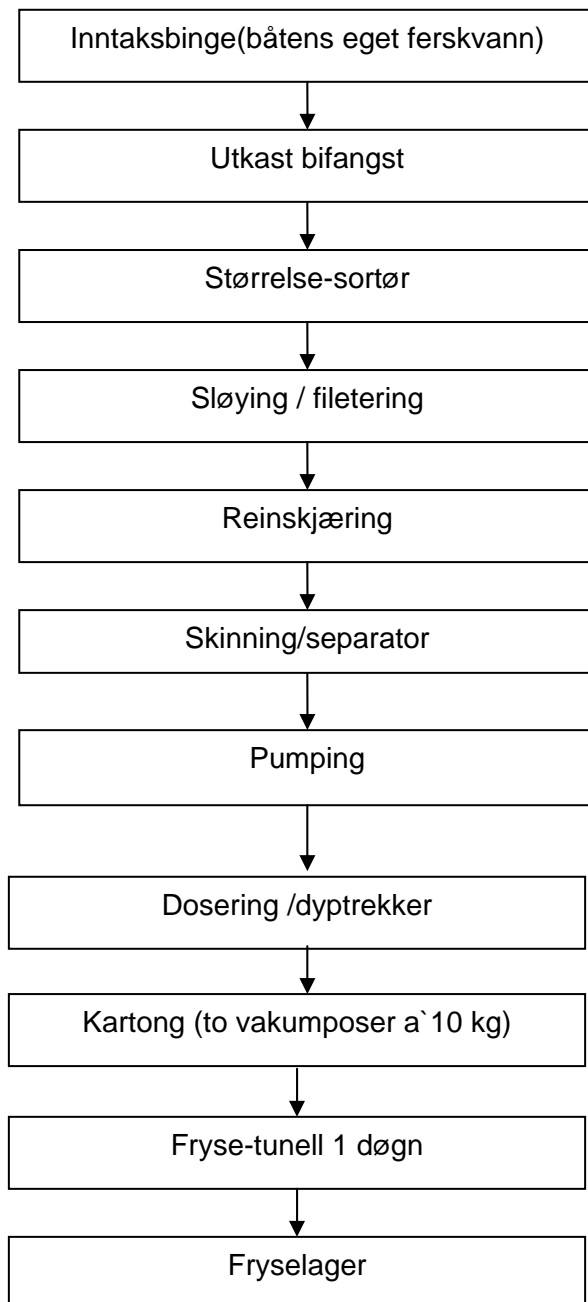 Inntaksbinge(båtens eget ferskvann)
Utkast bifangst
Størrelse-sortør
Sløying / filetering
Reinskjæring
Skinning/separator
Pumping
Dosering /dyptrekker
Kartong (to vakumposer a`10 kg)
Fryse-tunell 1 døgn
Fryselager